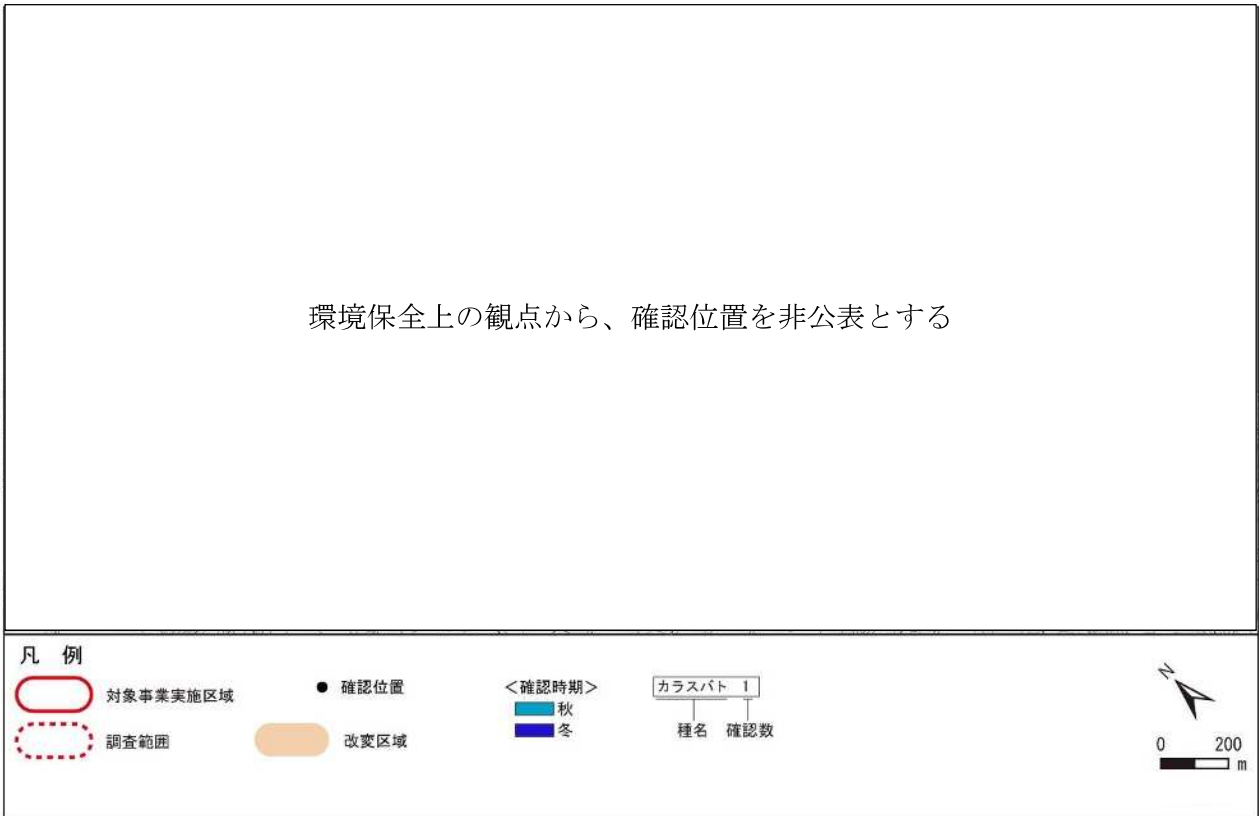 環境保全上の観点から、確認位置を非公表とする
凡 例
対象事業実施区域
調査範囲
確認位置
改変区域
＜確認時期＞
秋
冬
カラスバト 1
種名 確認数
N
0 200
m